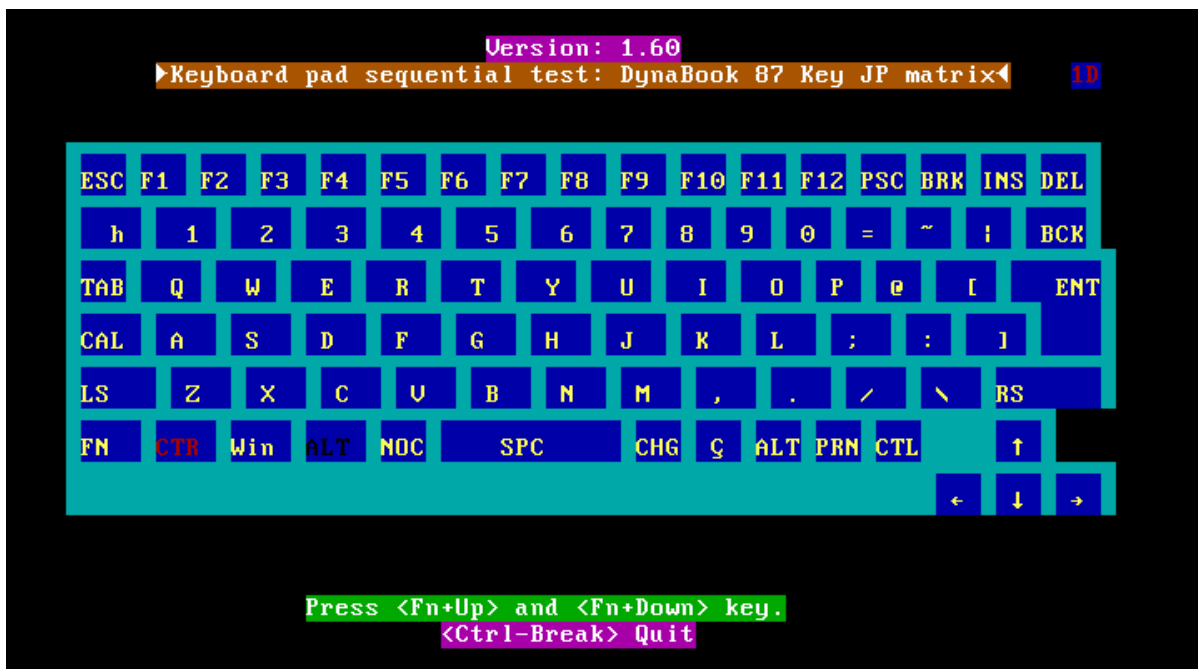 Version: 1.60
►Keyboard pad sequential test: DynaBook 87 Key JP matrix◄ 1D
ESC F1 F2 F3 F4 F5 F6 F7 F8 F9 F10 F11 F12 PSC BRK INS DEL
h 1 2 3 4 5 6 7 8 9 0 = ~ ¦ BCK
TAB Q W E R T Y U I O P @ [ ENT
CAL A S D F G H J K L ; : ]
LS Z X C V B N M , . / \ RS
FN CTR Win ALT NOC SPC CHG Ç ALT PRN CTL ↑
← ↓ →
Press <Fn+Up> and <Fn+Down> key.
<Ctrl-Break> Quit